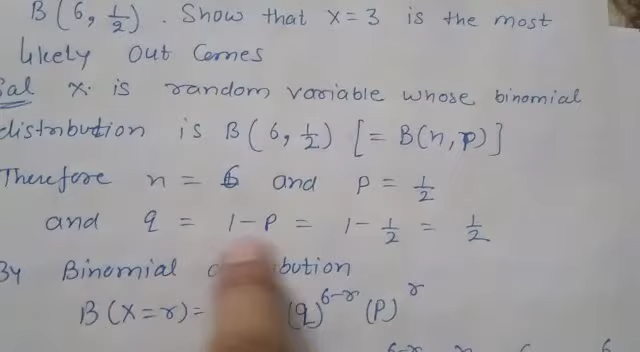 B(6, 1/2). Show that x=3 is the most
likely out comes
Sol x. is random variable whose binomial
distribution is B(6, 1/2) [= B(n, p)]
Therefore n = 6 and p = 1/2
and q = 1-p = 1 - 1/2 = 1/2
By Binomial
B(X=r) = (q)^6-r (p)^r